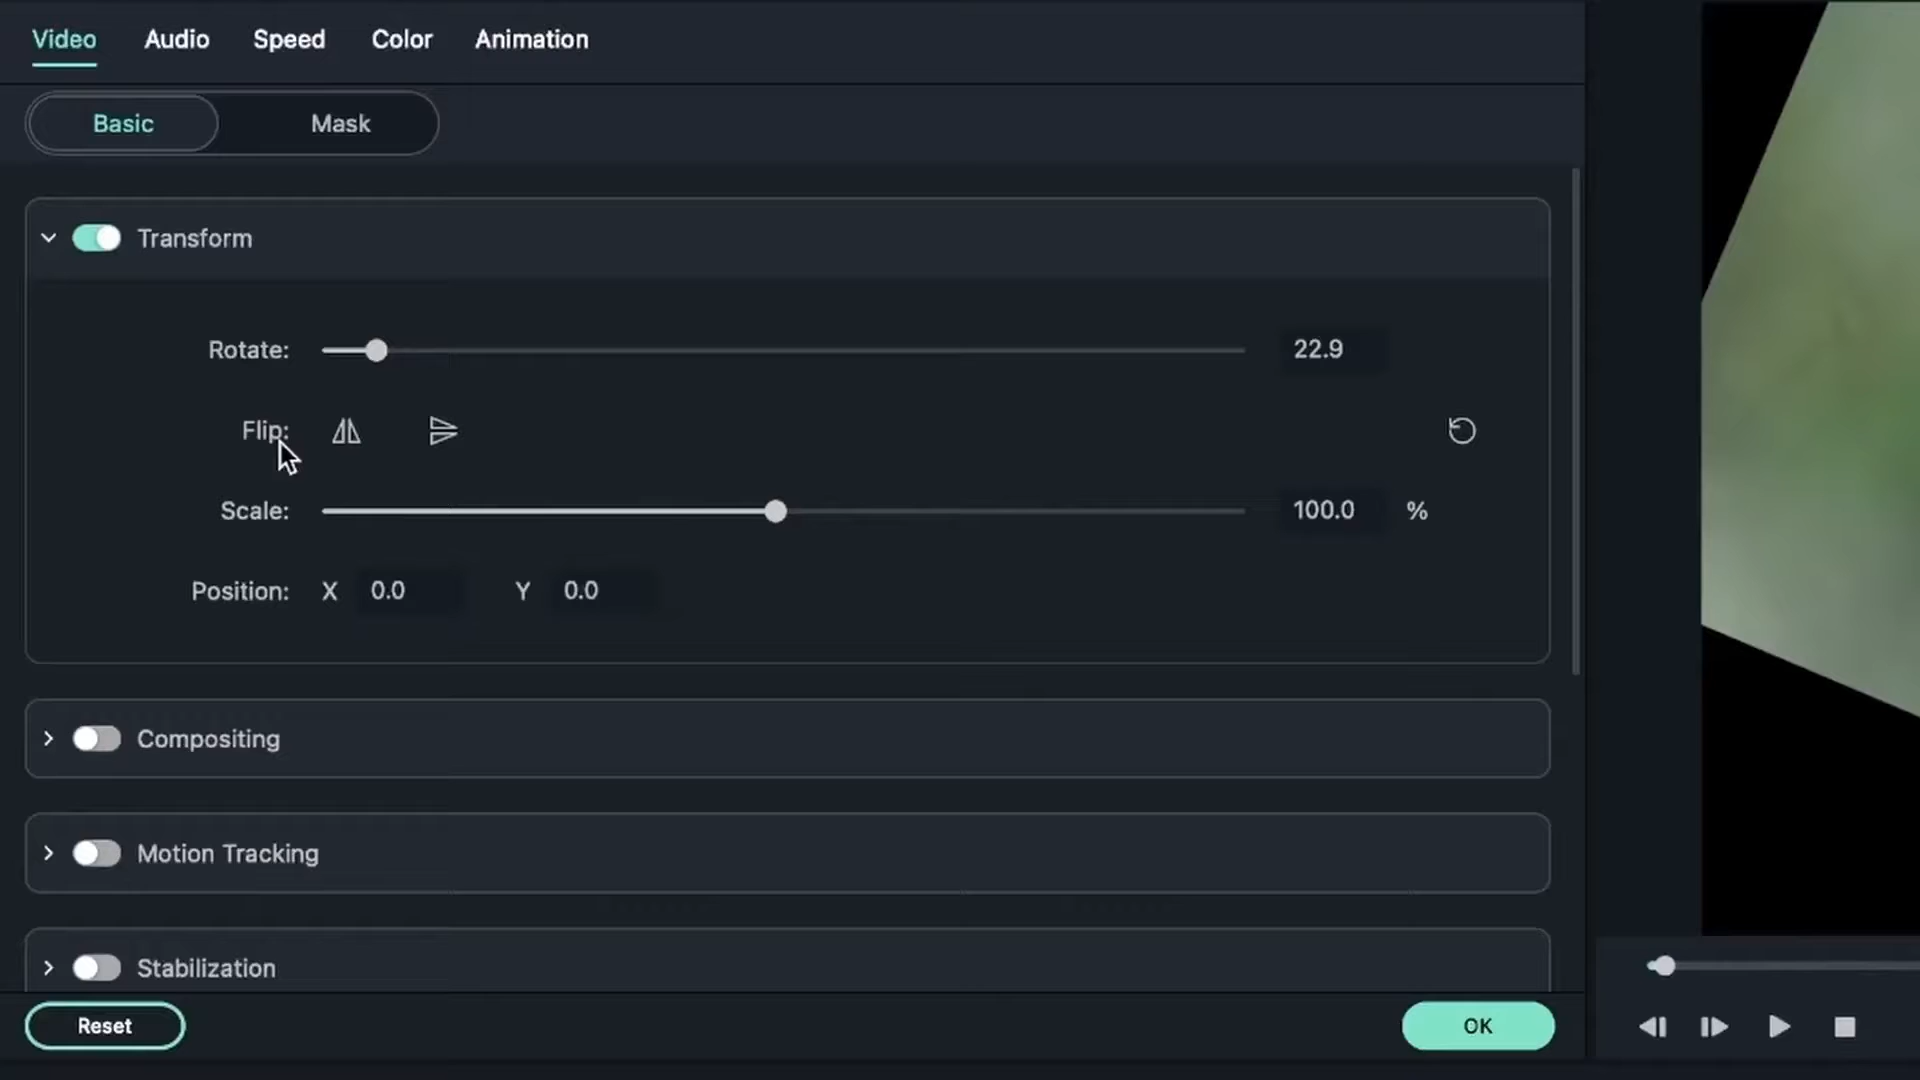 Video Audio Speed Color Animation
Basic Mask
Transform
Rotate: 22.9
Flip:
Scale: 100.0 %
Position: X 0.0 Y 0.0
Compositing
Motion Tracking
Stabilization
Reset OK